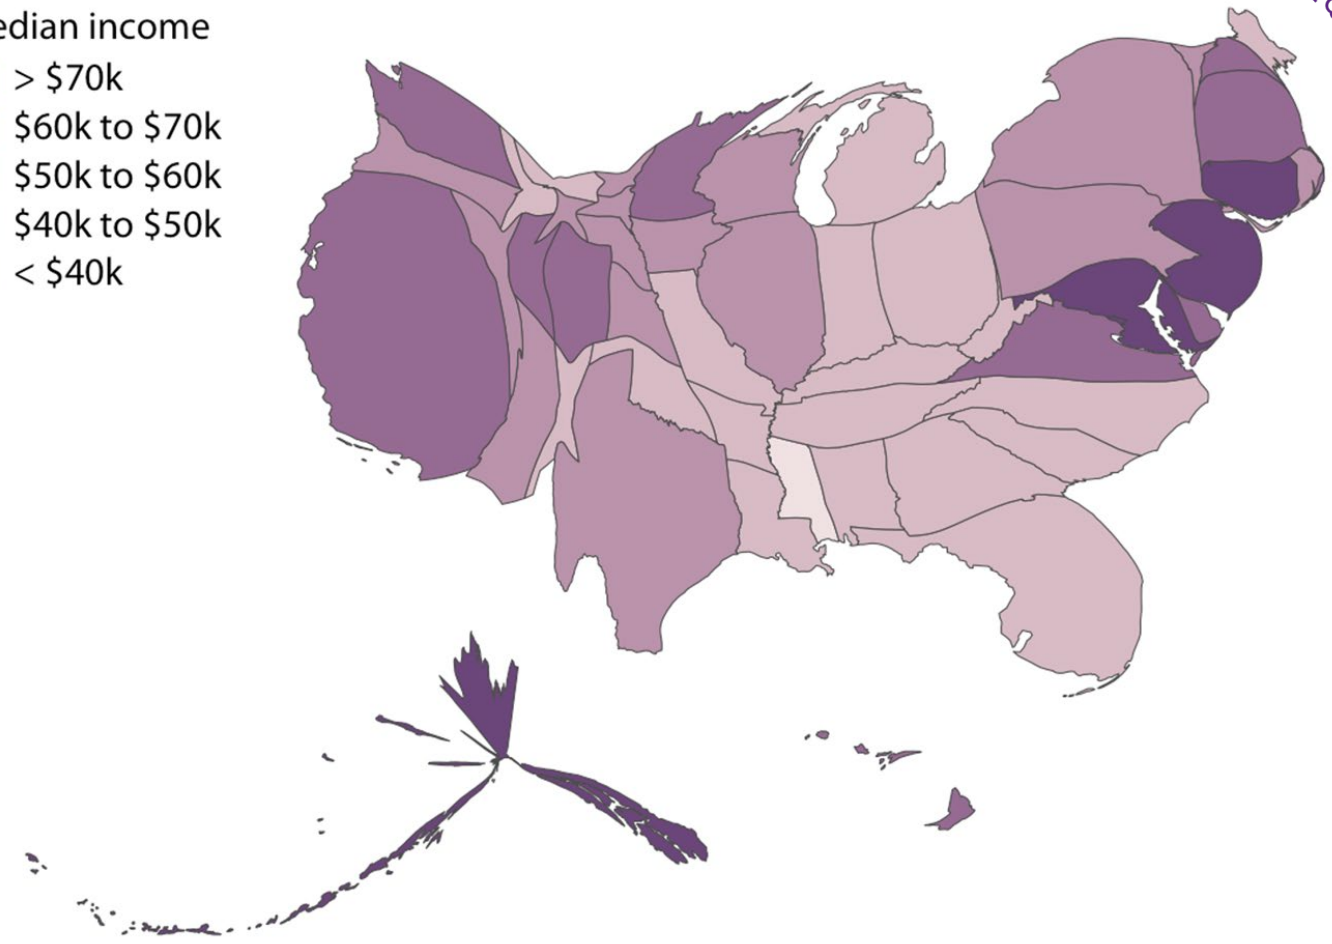 edian income
> $70k
$60k to $70k
$50k to $60k
$40k to $50k
< $40k